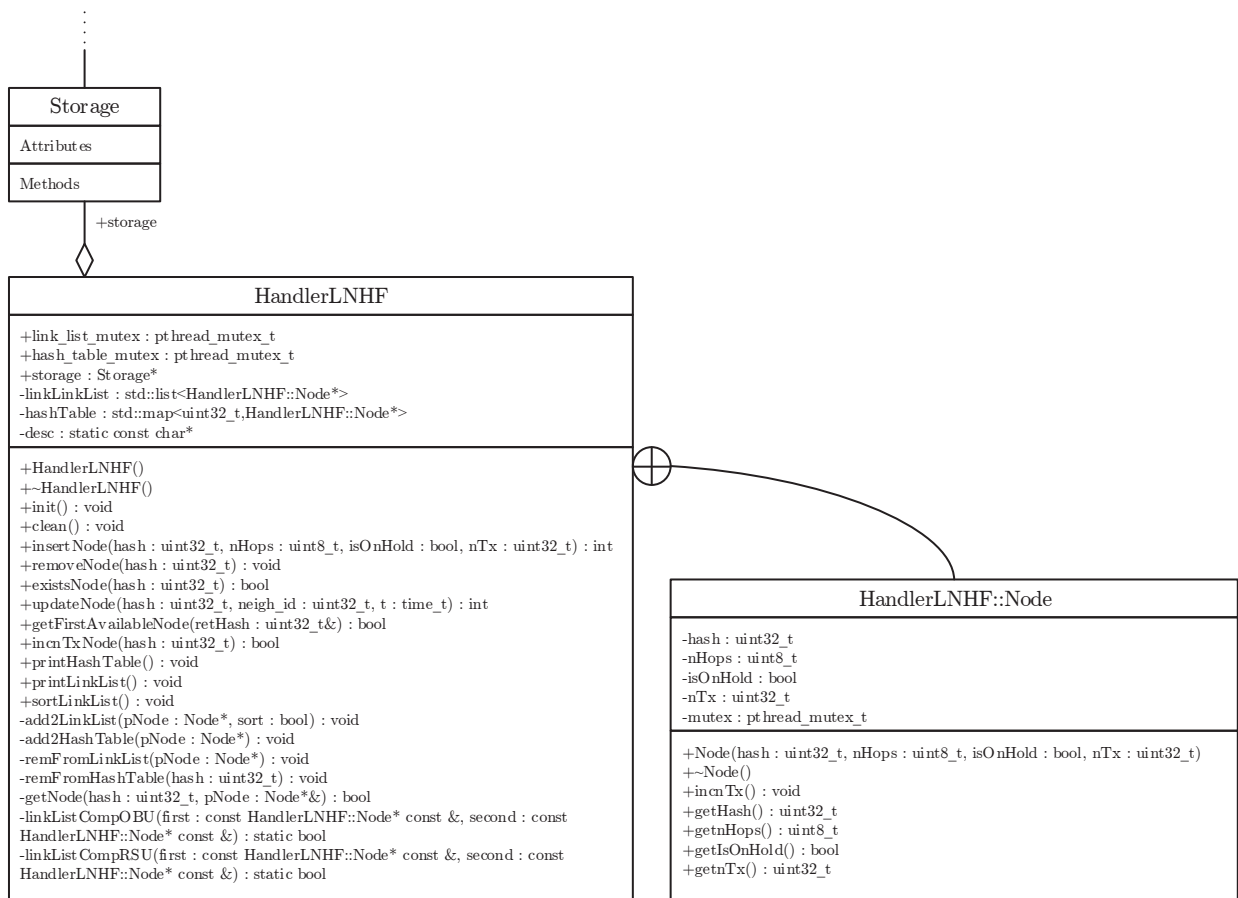 Storage
Attributes
Methods
+storage
HandlerLNHF
+link_list_mutex : pthread_mutex_t
+hash_table_mutex : pthread_mutex_t
+storage : Storage*
-linkLinkList : std::list<HandlerLNHF::Node*>
-hashTable : std::map<uint32_t,HandlerLNHF::Node*>
-desc : static const char*
+HandlerLNHF()
+~HandlerLNHF()
+init() : void
+clean() : void
+insertNode(hash : uint32_t, nHops : uint8_t, isOnHold : bool, nTx : uint32_t) : int
+removeNode(hash : uint32_t) : void
+existsNode(hash : uint32_t) : bool
+updateNode(hash : uint32_t, neigh_id : uint32_t, t : time_t) : int
+getFirstAvailableNode(retHash : uint32_t&) : bool
+incnTxNode(hash : uint32_t) : bool
+printHashTable() : void
+printLinkList() : void
+sortLinkList() : void
-add2LinkList(pNode : Node*, sort : bool) : void
-add2HashTable(pNode : Node*) : void
-remFromLinkList(pNode : Node*) : void
-remFromHashTable(hash : uint32_t) : void
-getNode(hash : uint32_t, pNode : Node*&) : bool
-linkListCompOBU(first : const HandlerLNHF::Node* const &, second : const
HandlerLNHF::Node* const &) : static bool
-linkListCompRSU(first : const HandlerLNHF::Node* const &, second : const
HandlerLNHF::Node* const &) : static bool
HandlerLNHF::Node
-hash : uint32_t
-nHops : uint8_t
-isOnHold : bool
-nTx : uint32_t
-mutex : pthread_mutex_t
+Node(hash : uint32_t, nHops : uint8_t, isOnHold : bool, nTx : uint32_t)
+~Node()
+incnTx() : void
+getHash() : uint32_t
+getnHops() : uint8_t
+getIsOnHold() : bool
+getnTx() : uint32_t